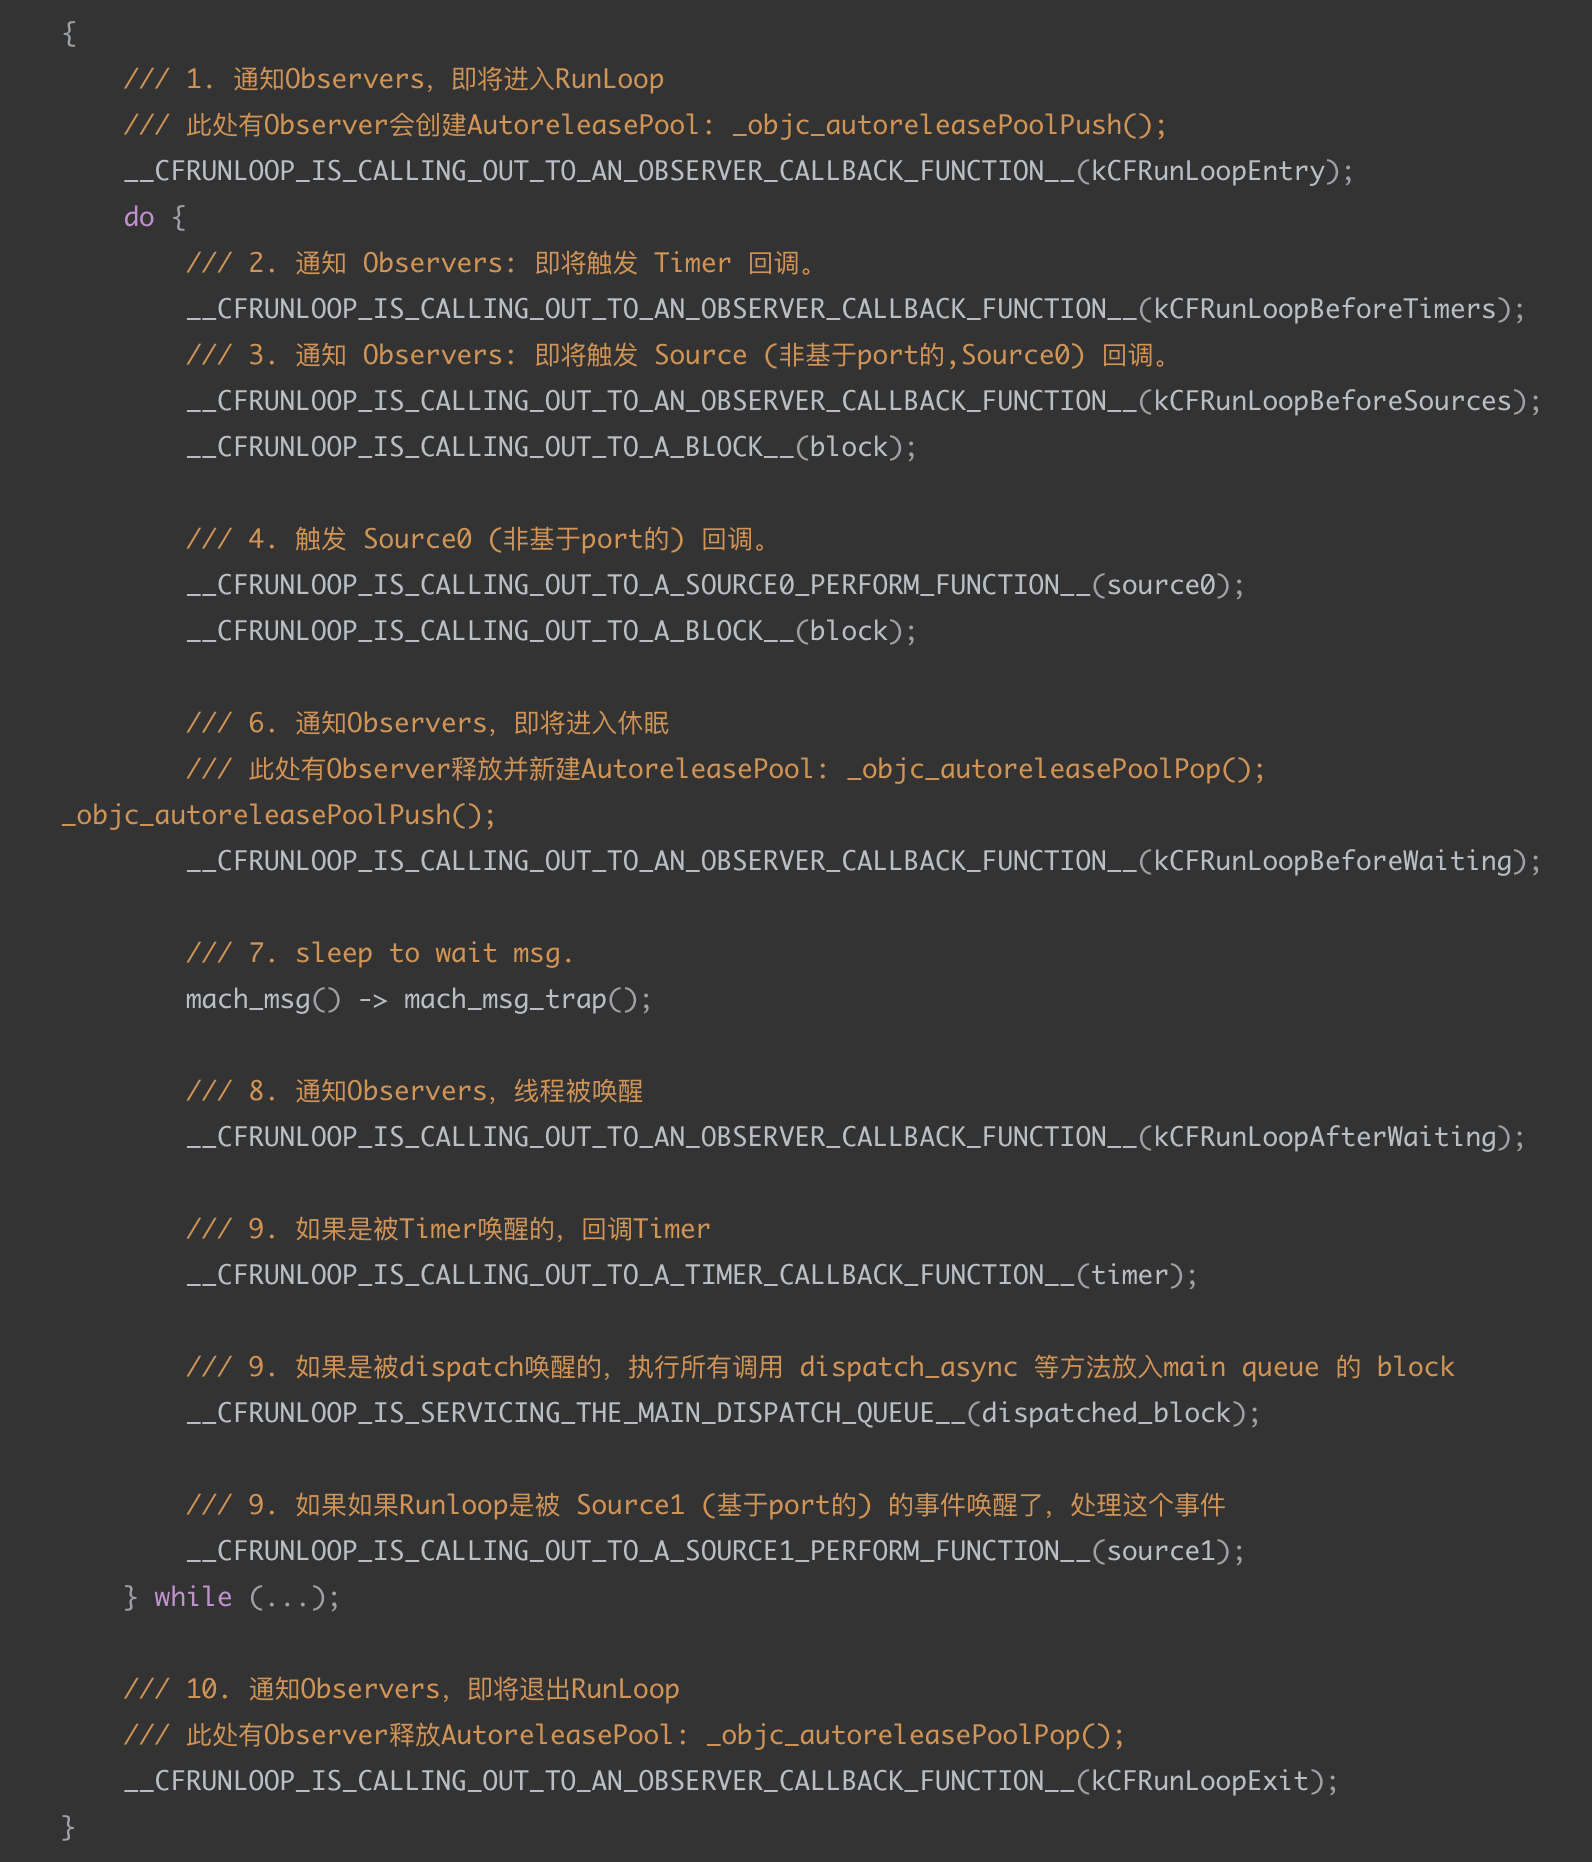 {
    /// 1. 通知Observers，即将进入RunLoop
    /// 此处有Observer会创建AutoreleasePool: _objc_autoreleasePoolPush();
    __CFRUNLOOP_IS_CALLING_OUT_TO_AN_OBSERVER_CALLBACK_FUNCTION__(kCFRunLoopEntry);
    do {
        /// 2. 通知 Observers: 即将触发 Timer 回调。
        __CFRUNLOOP_IS_CALLING_OUT_TO_AN_OBSERVER_CALLBACK_FUNCTION__(kCFRunLoopBeforeTimers);
        /// 3. 通知 Observers: 即将触发 Source (非基于port的,Source0) 回调。
        __CFRUNLOOP_IS_CALLING_OUT_TO_AN_OBSERVER_CALLBACK_FUNCTION__(kCFRunLoopBeforeSources);
        __CFRUNLOOP_IS_CALLING_OUT_TO_A_BLOCK__(block);

        /// 4. 触发 Source0 (非基于port的) 回调。
        __CFRUNLOOP_IS_CALLING_OUT_TO_A_SOURCE0_PERFORM_FUNCTION__(source0);
        __CFRUNLOOP_IS_CALLING_OUT_TO_A_BLOCK__(block);

        /// 6. 通知Observers，即将进入休眠
        /// 此处有Observer释放并新建AutoreleasePool: _objc_autoreleasePoolPop();
_objc_autoreleasePoolPush();
        __CFRUNLOOP_IS_CALLING_OUT_TO_AN_OBSERVER_CALLBACK_FUNCTION__(kCFRunLoopBeforeWaiting);

        /// 7. sleep to wait msg.
        mach_msg() -> mach_msg_trap();

        /// 8. 通知Observers，线程被唤醒
        __CFRUNLOOP_IS_CALLING_OUT_TO_AN_OBSERVER_CALLBACK_FUNCTION__(kCFRunLoopAfterWaiting);

        /// 9. 如果是被Timer唤醒的，回调Timer
        __CFRUNLOOP_IS_CALLING_OUT_TO_A_TIMER_CALLBACK_FUNCTION__(timer);

        /// 9. 如果是被dispatch唤醒的，执行所有调用 dispatch_async 等方法放入main queue 的 block
        __CFRUNLOOP_IS_SERVICING_THE_MAIN_DISPATCH_QUEUE__(dispatched_block);

        /// 9. 如果如果Runloop是被 Source1 (基于port的) 的事件唤醒了，处理这个事件
        __CFRUNLOOP_IS_CALLING_OUT_TO_A_SOURCE1_PERFORM_FUNCTION__(source1);
    } while (...);

    /// 10. 通知Observers，即将退出RunLoop
    /// 此处有Observer释放AutoreleasePool: _objc_autoreleasePoolPop();
    __CFRUNLOOP_IS_CALLING_OUT_TO_AN_OBSERVER_CALLBACK_FUNCTION__(kCFRunLoopExit);
}